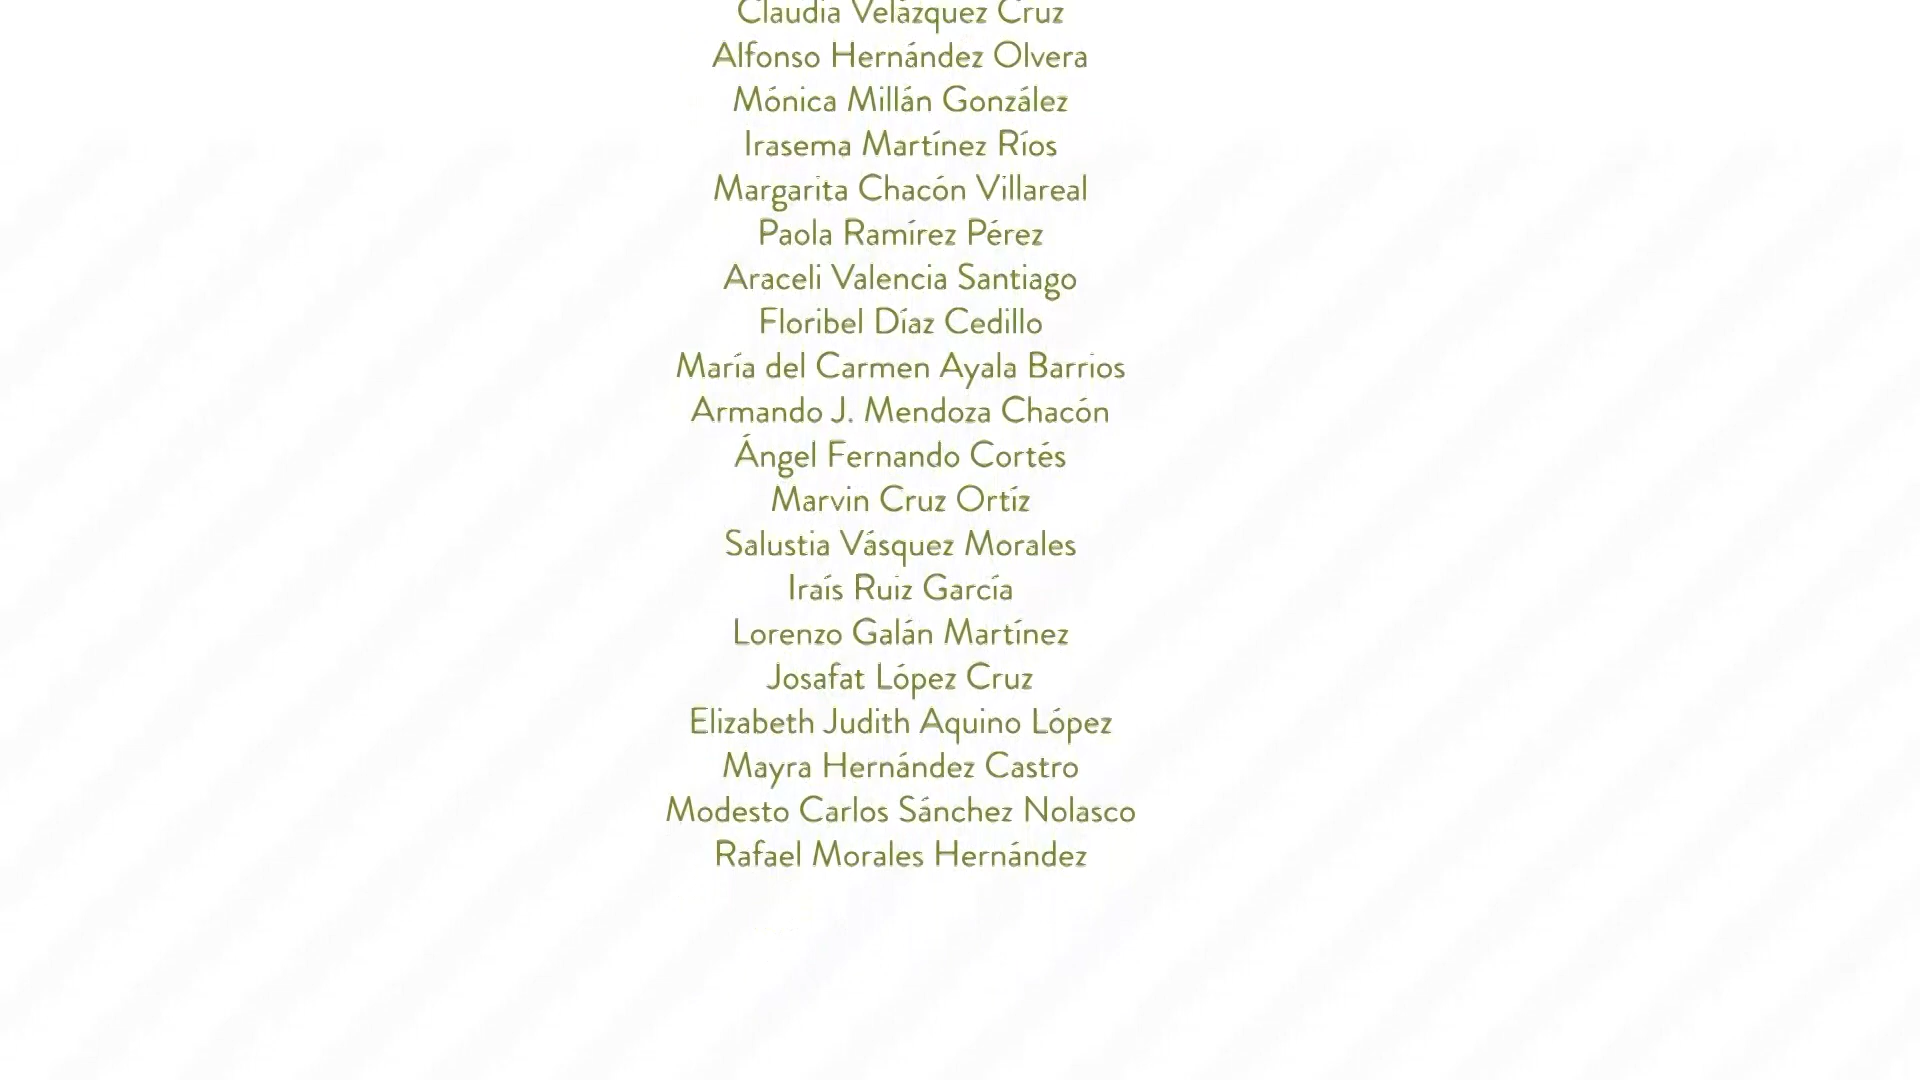 Claudia Velázquez Cruz
Alfonso Hernández Olvera
Mónica Millán González
Irasema Martínez Ríos
Margarita Chacón Villareal
Paola Ramírez Pérez
Araceli Valencia Santiago
Floribel Díaz Cedillo
María del Carmen Ayala Barrios
Armando J. Mendoza Chacón
Ángel Fernando Cortés
Marvin Cruz Ortíz
Salustia Vásquez Morales
Iraís Ruiz García
Lorenzo Galán Martínez
Josafat López Cruz
Elizabeth Judith Aquino López
Mayra Hernández Castro
Modesto Carlos Sánchez Nolasco
Rafael Morales Hernández